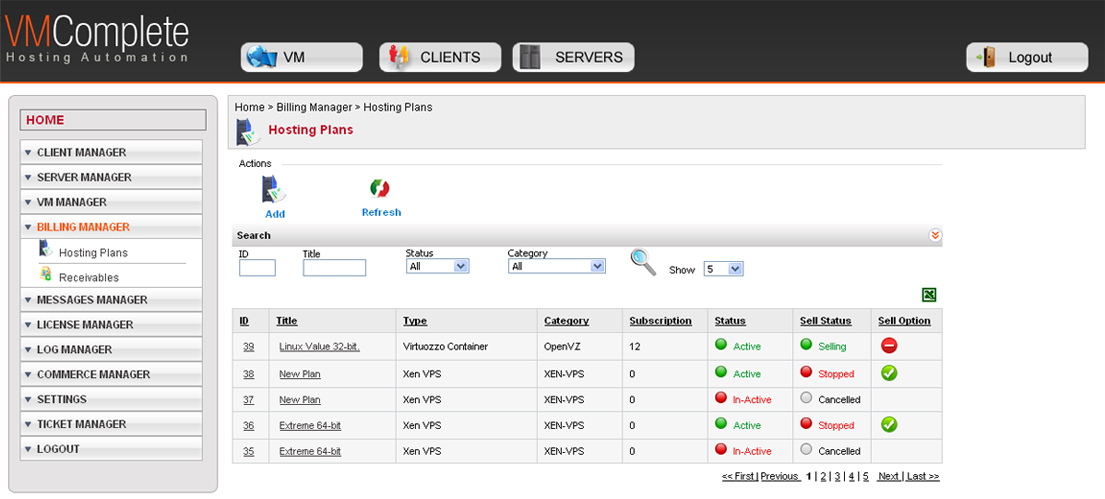 VMComplete
Hosting Automation
VM CLIENTS SERVERS Logout
HOME
CLIENT MANAGER
SERVER MANAGER
VM MANAGER
BILLING MANAGER
Hosting Plans
Receivables
MESSAGES MANAGER
LICENSE MANAGER
LOG MANAGER
COMMERCE MANAGER
SETTINGS
TICKET MANAGER
LOGOUT
Home > Billing Manager > Hosting Plans
Hosting Plans
Actions
Add Refresh
Search
ID Title Status Category
All All Show 5
ID Title Type Category Subscription Status Sell Status Sell Option
39 Linux Value 32-bit. Virtuozzo Container OpenVZ 12 Active Selling
38 New Plan Xen VPS XEN-VPS 0 Active Stopped
37 New Plan Xen VPS XEN-VPS 0 In-Active Cancelled
36 Extreme 64-bit Xen VPS XEN-VPS 0 Active Stopped
35 Extreme 64-bit Xen VPS XEN-VPS 0 In-Active Cancelled
<< First | Previous 1 | 2 | 3 | 4 | 5 Next | Last >>